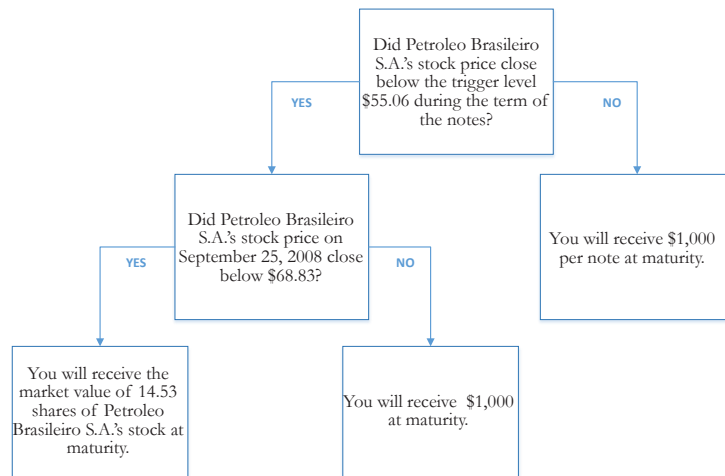 Did Petroleo Brasileiro
S.A.'s stock price close
below the trigger level
$55.06 during the term of
the notes?
YES
NO
Did Petroleo Brasileiro
S.A.'s stock price on
September 25, 2008 close
below $68.83?
You will receive $1,000
per note at maturity.
YES
NO
You will receive the
market value of 14.53
shares of Petroleo
Brasileiro S.A.'s stock at
maturity.
You will receive $1,000
at maturity.